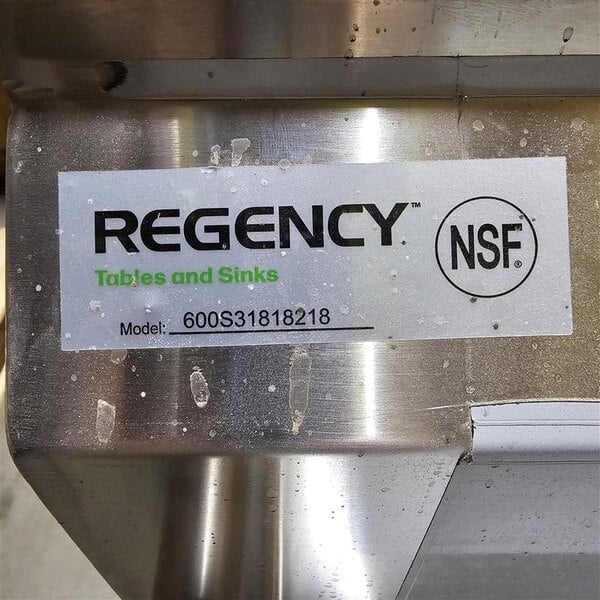 REGENCY™
Tables and Sinks
NSF®
Model: 600S31818218